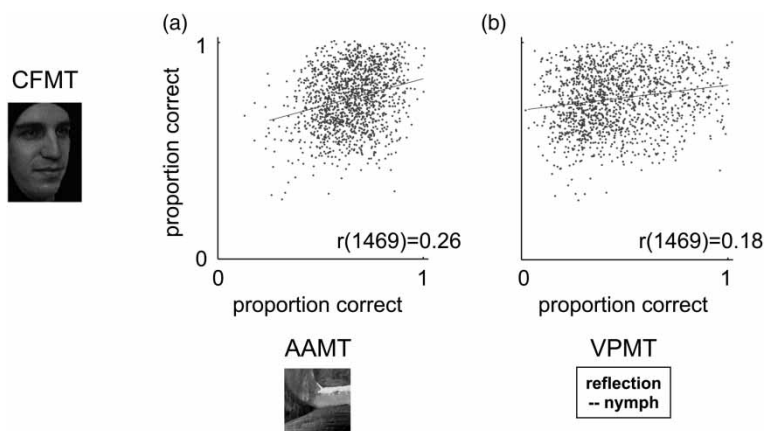 (a)
(b)
CFMT
1
proportion correct
0
r(1469)=0.26
0
1
proportion correct
AAMT
1
proportion correct
r(1469)=0.18
0
1
proportion correct
VPMT
reflection
-- nymph